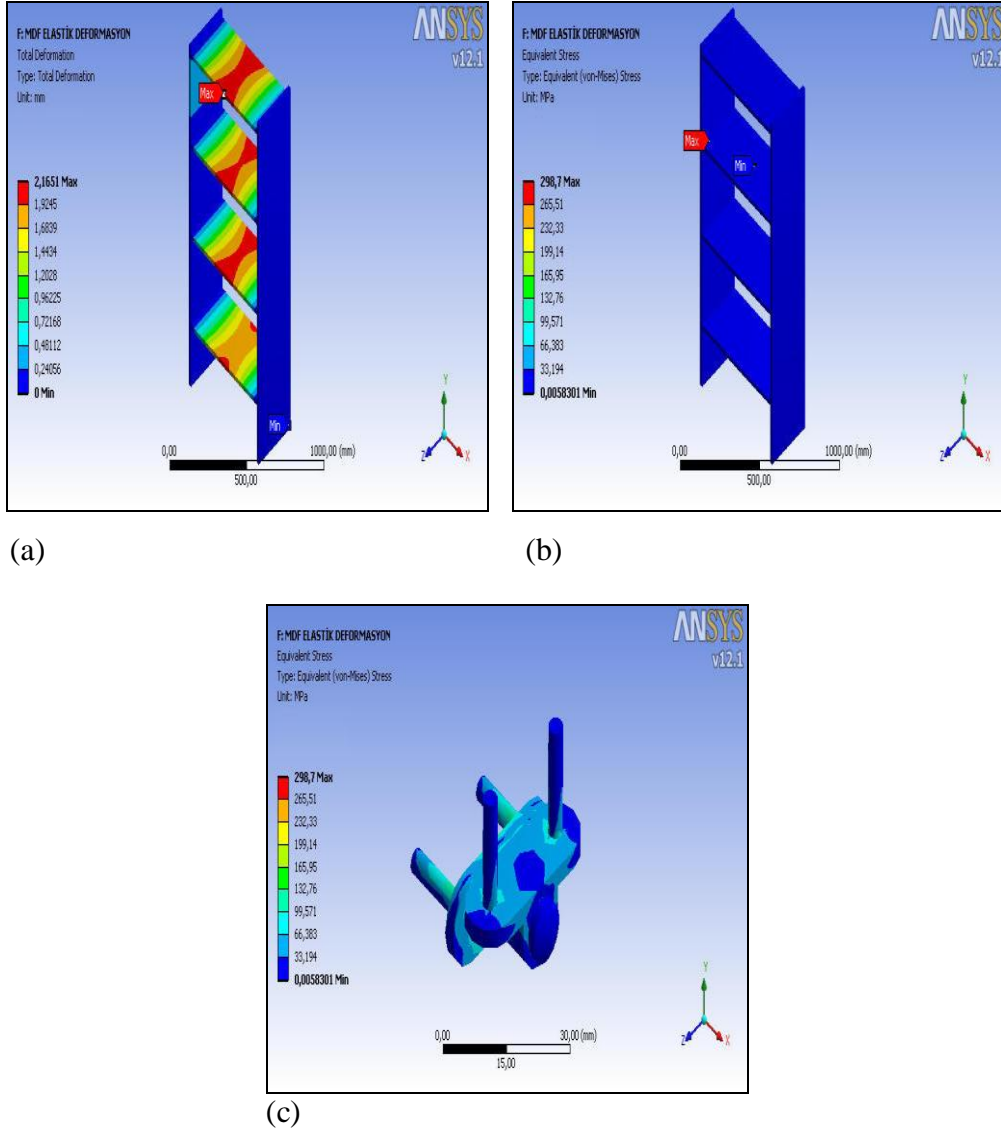 F: MDF ELASTİK DEFORMASYON
Total Deformation
Type: Total Deformation
Unit: mm
ANSYS
v12.1
2,1651 Max
1,9245
1,6839
1,4434
1,2028
0,96225
0,72168
0,48112
0,24056
0 Min
Max
Min
0,00
1000,00 (mm)
500,00
Y
Z
X
(a)
F: MDF ELASTİK DEFORMASYON
Equivalent Stress
Type: Equivalent (von-Mises) Stress
Unit: MPa
ANSYS
v12.1
298,7 Max
265,51
232,33
199,14
165,95
132,76
99,571
66,383
33,194
0,0058301 Min
Max
Min
0,00
1000,00 (mm)
500,00
Y
Z
X
(b)
F: MDF ELASTİK DEFORMASYON
Equivalent Stress
Type: Equivalent (von-Mises) Stress
Unit: MPa
ANSYS
v12.1
298,7 Max
265,51
232,33
199,14
165,95
132,76
99,571
66,383
33,194
0,0058301 Min
0,00
30,00 (mm)
15,00
Y
Z
X
(c)